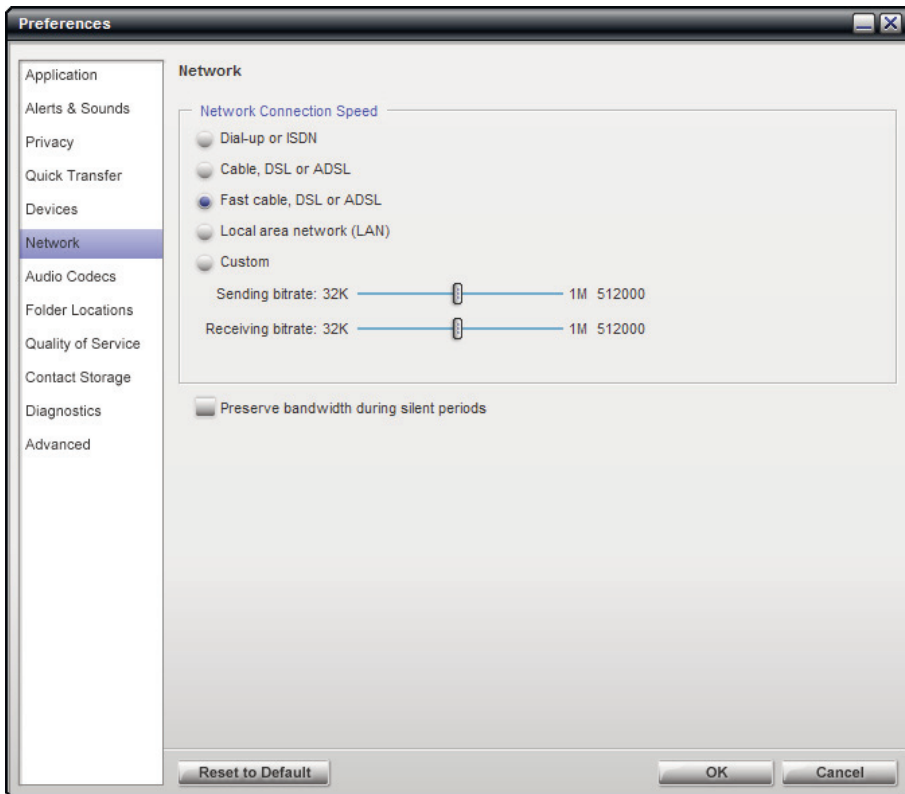 Preferences
Application
Alerts & Sounds
Privacy
Quick Transfer
Devices
Network
Audio Codecs
Folder Locations
Quality of Service
Contact Storage
Diagnostics
Advanced
Network
Network Connection Speed
Dial-up or ISDN
Cable, DSL or ADSL
Fast cable, DSL or ADSL
Local area network (LAN)
Custom
Sending bitrate: 32K 1M 512000
Receiving bitrate: 32K 1M 512000
Preserve bandwidth during silent periods
Reset to Default OK Cancel